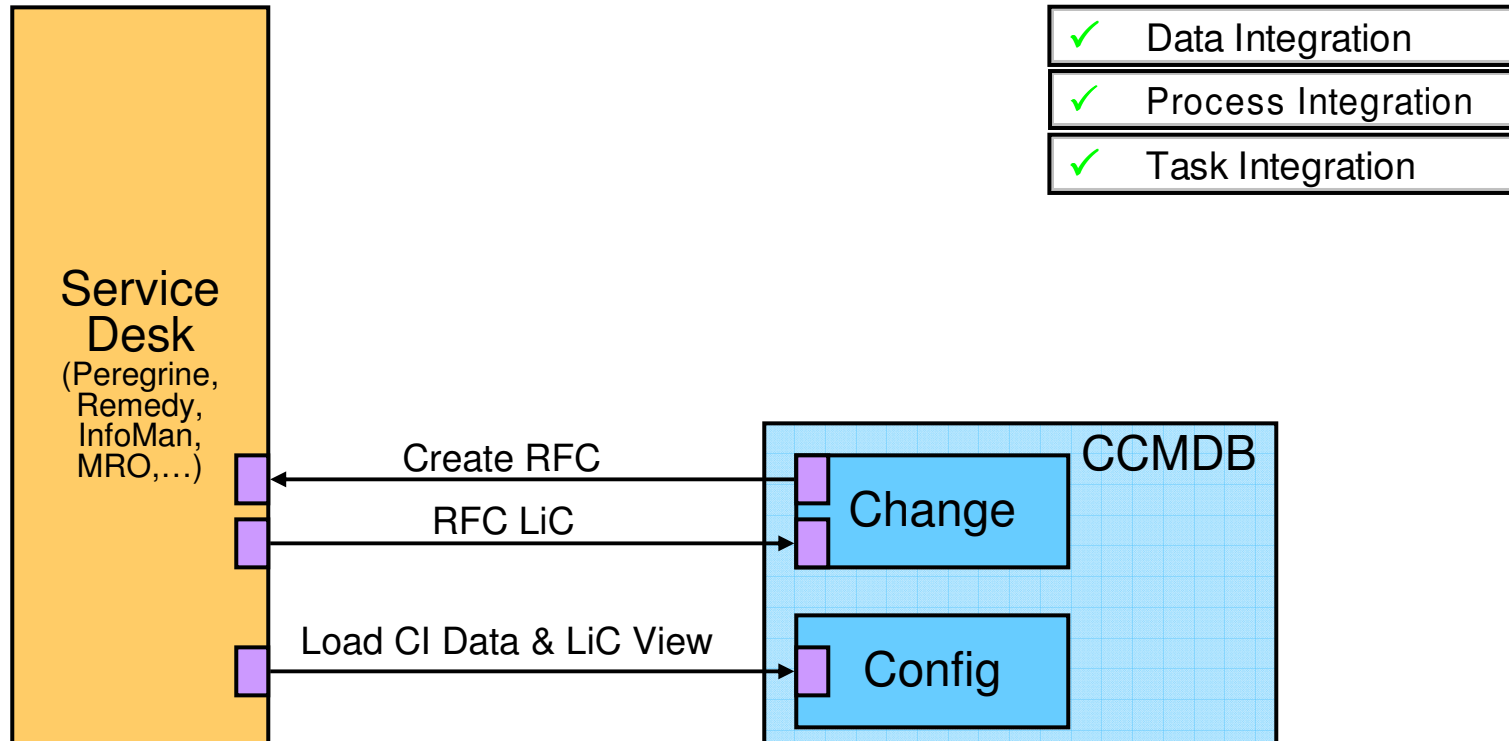 Data Integration
Process Integration
Task Integration
Service
Desk
(Peregrine,
Remedy,
InfoMan,
MRO,...)
Create RFC
RFC LiC
Load CI Data & LiC View
CCMDB
Change
Config